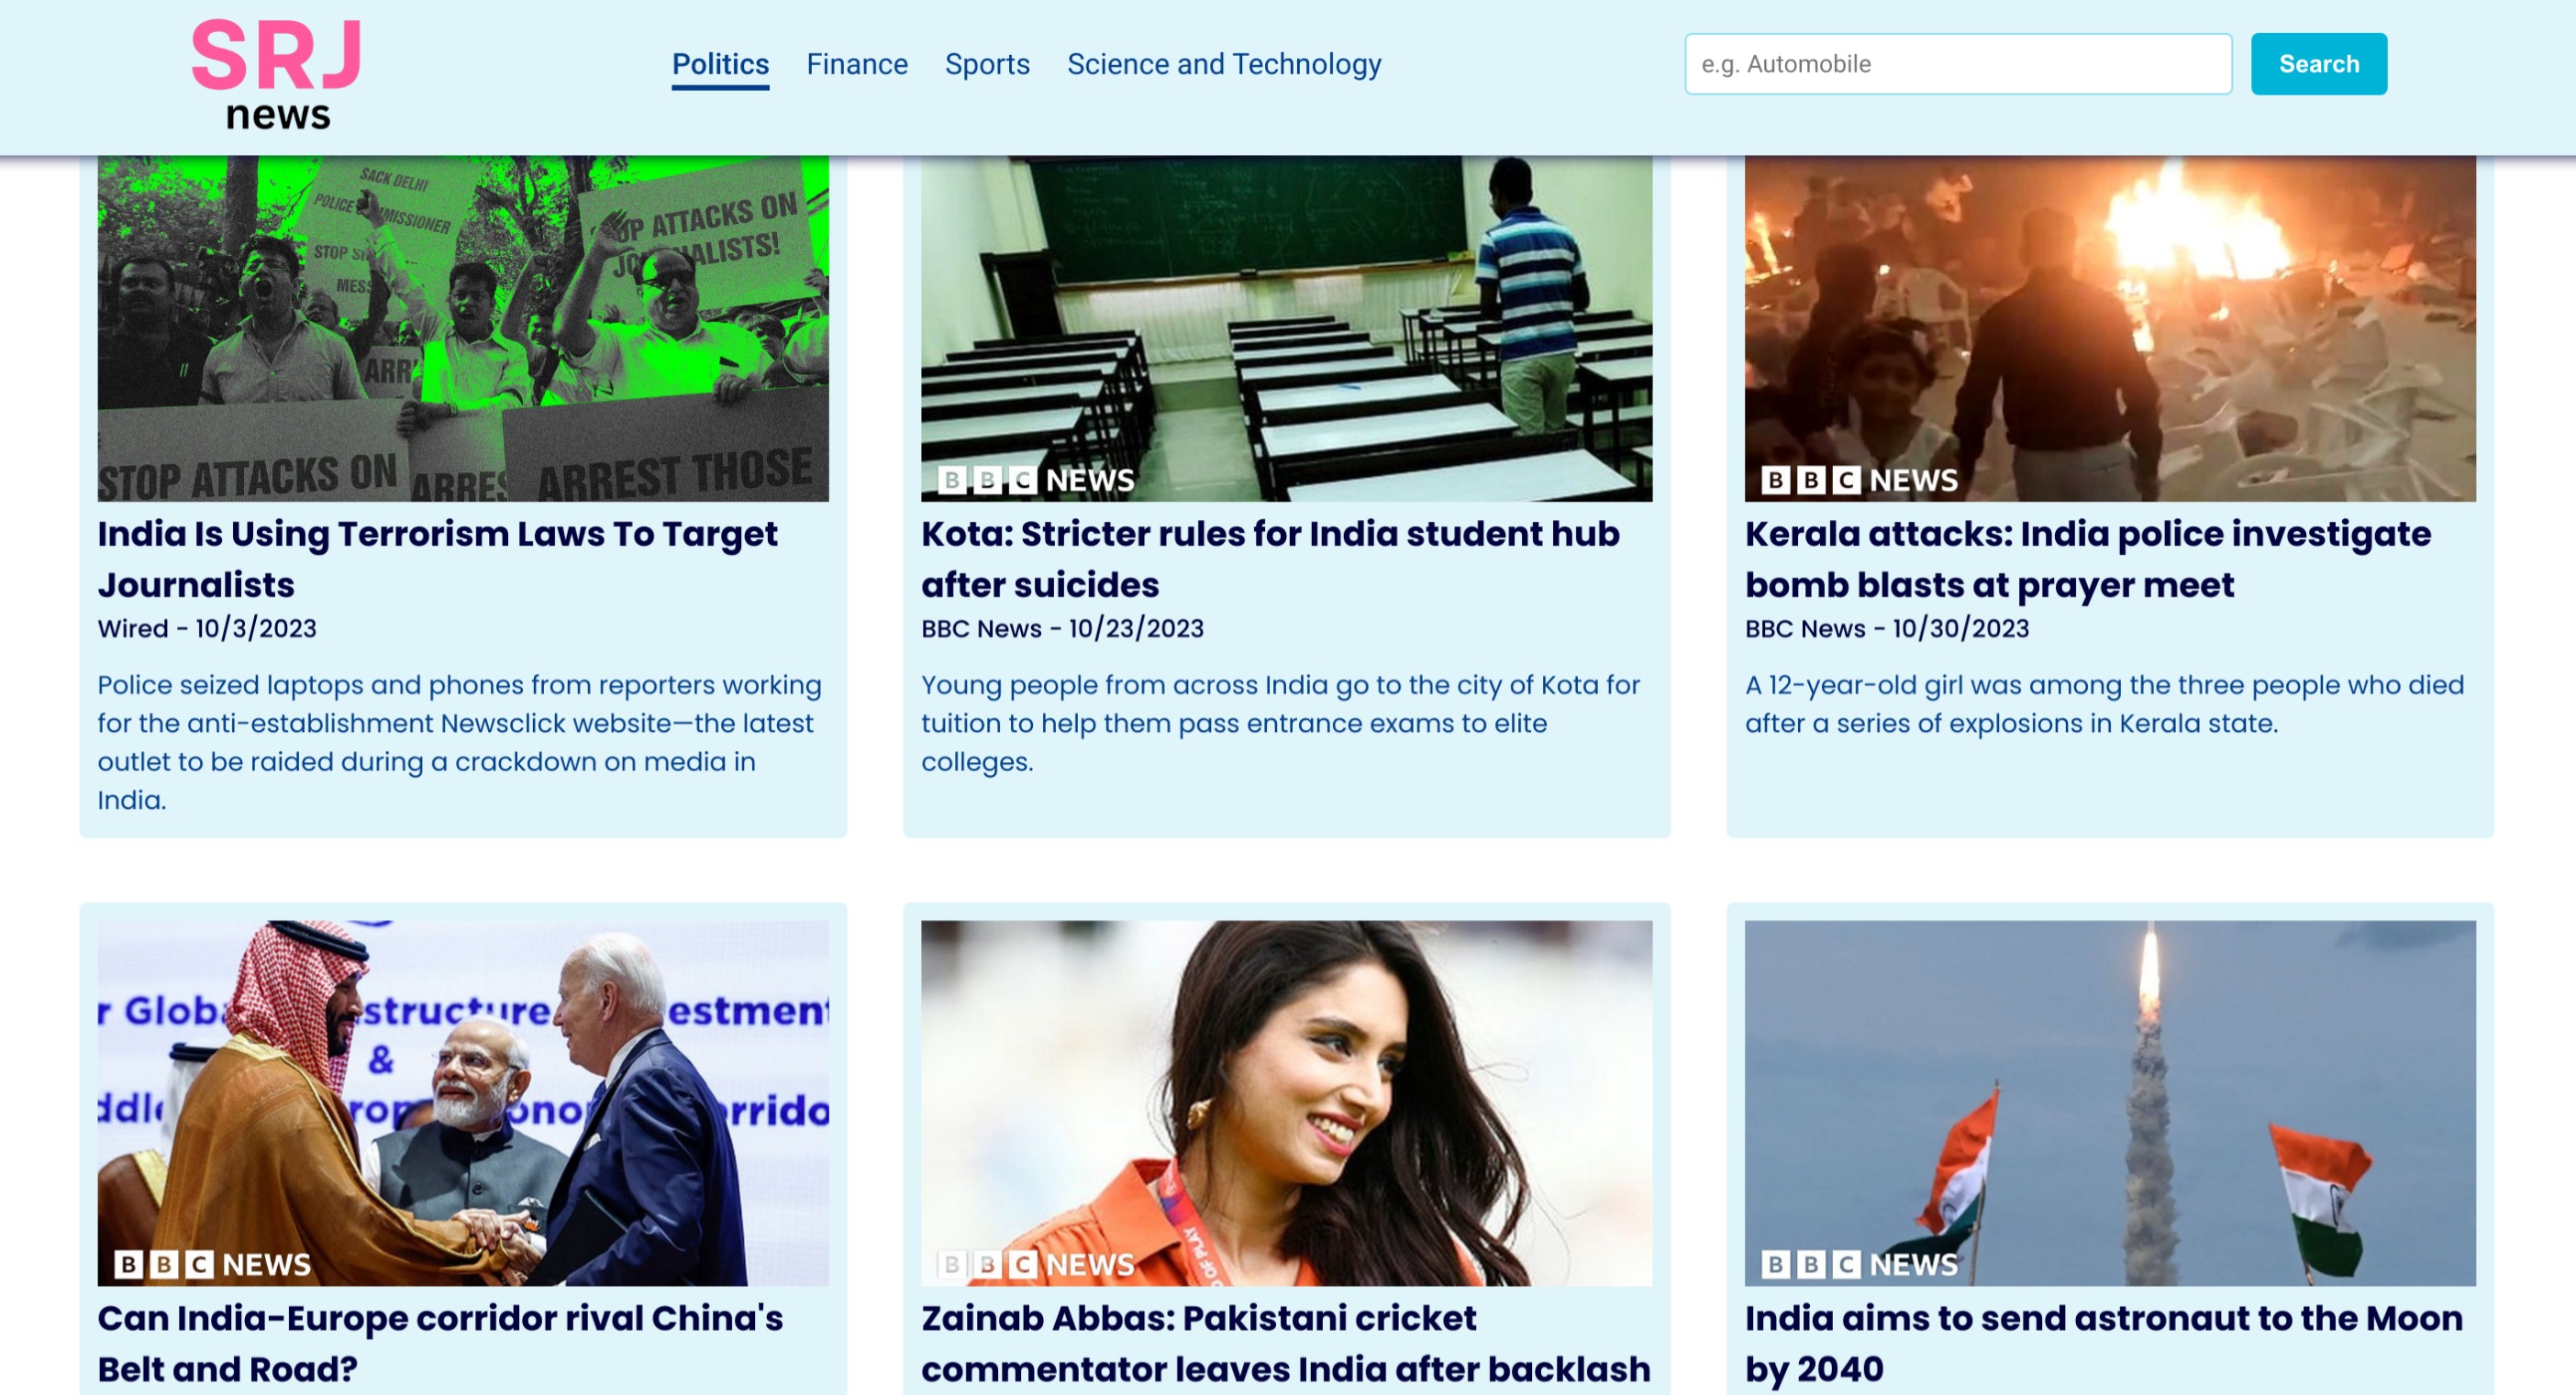 SRJ
news
Politics
Finance
Sports
Science and Technology
e.g. Automobile
Search
SACK DELHI
POLICE
STOP
ATTACKS ON
STOP ATTACKS ON
ARREST THOSE
India Is Using Terrorism Laws To Target
Journalists
Wired - 10/3/2023
Police seized laptops and phones from reporters working
for the anti-establishment Newsclick website—the latest
outlet to be raided during a crackdown on media in
India.
BBC NEWS
Kota: Stricter rules for India student hub
after suicides
BBC News - 10/23/2023
Young people from across India go to the city of Kota for
tuition to help them pass entrance exams to elite
colleges.
BBC NEWS
Kerala attacks: India police investigate
bomb blasts at prayer meet
BBC News - 10/30/2023
A 12-year-old girl was among the three people who died
after a series of explosions in Kerala state.
&
BBC NEWS
Can India-Europe corridor rival China's
Belt and Road?
OF PLAY
BBC NEWS
Zainab Abbas: Pakistani cricket
commentator leaves India after backlash
BBC NEWS
India aims to send astronaut to the Moon
by 2040